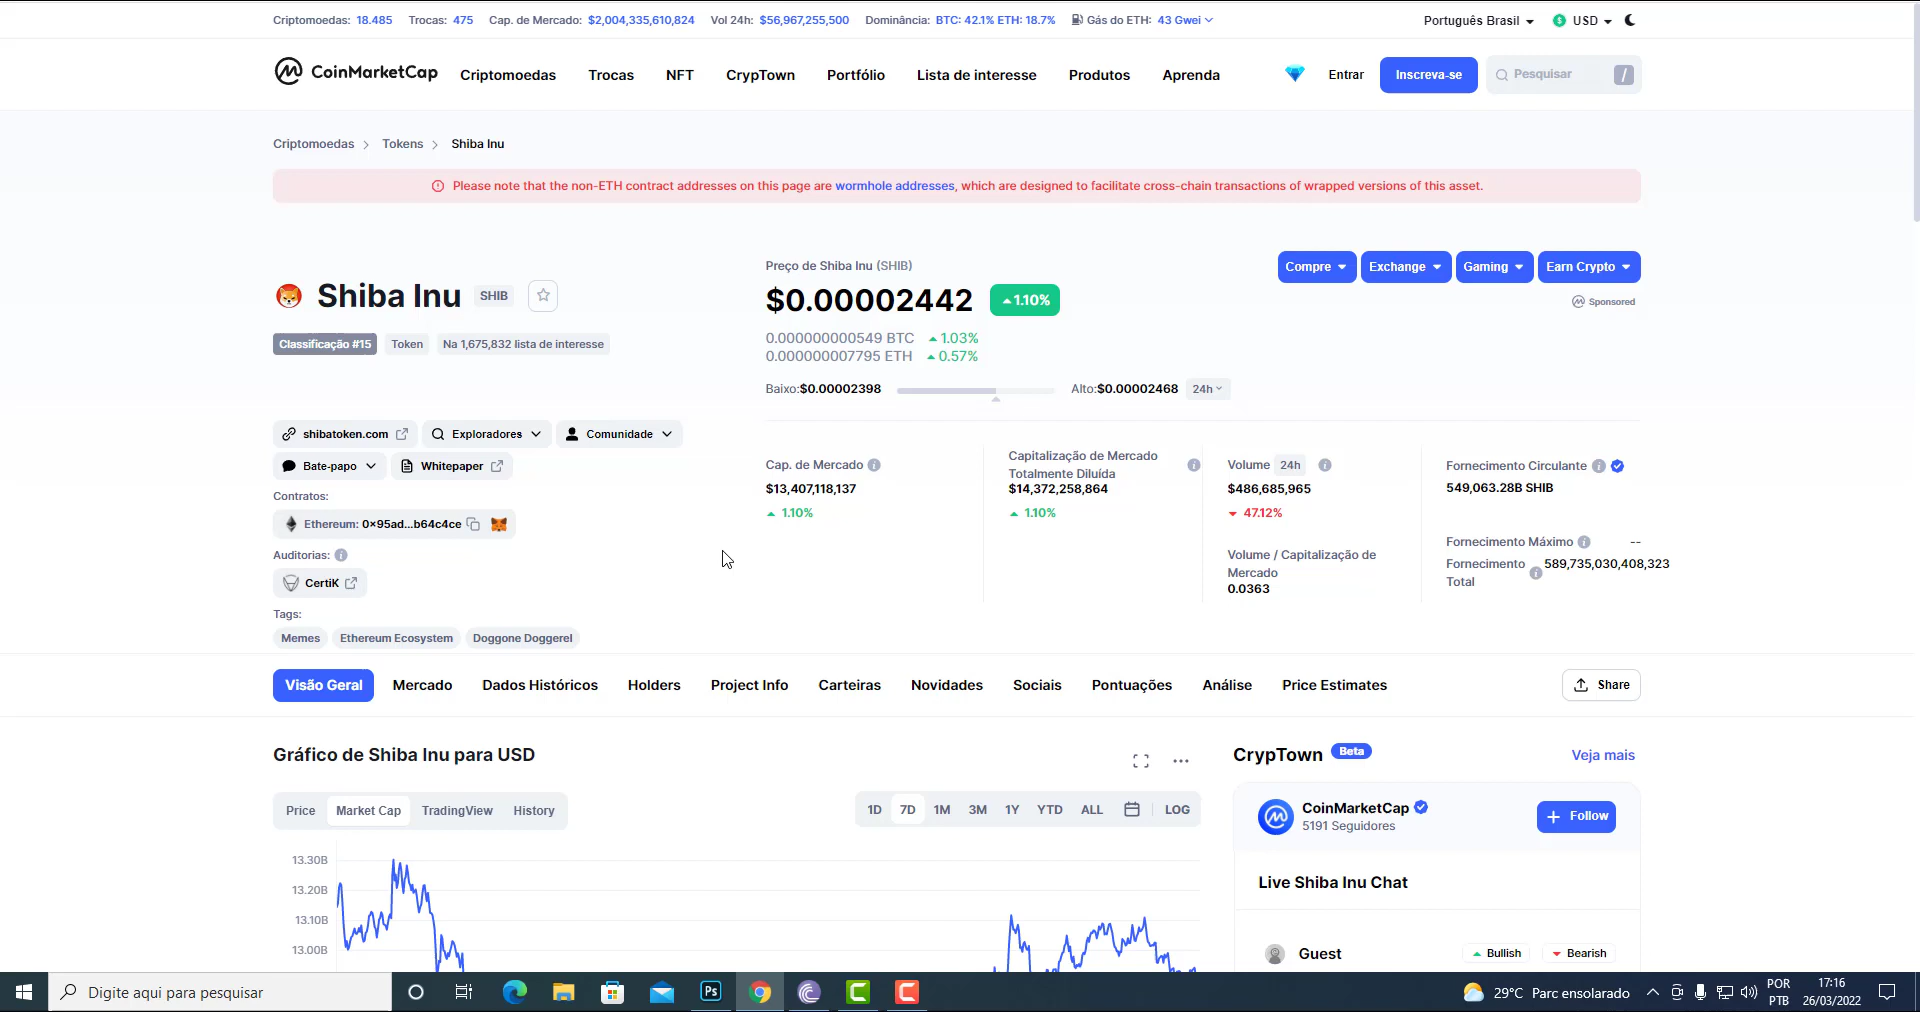 Criptomoedas: 18.485 Trocas: 475 Cap. de Mercado: $2,004,335,610,824 Vol 24h: $56,967,255,500 Dominância: BTC: 42.1% ETH: 18.7% Gás do ETH: 43 Gwei
Português Brasil USD
CoinMarketCap Criptomoedas Trocas NFT CrypTown Portfólio Lista de interesse Produtos Aprenda Entrar Inscreva-se Pesquisar /
Criptomoedas > Tokens > Shiba Inu
Please note that the non-ETH contract addresses on this page are wormhole addresses, which are designed to facilitate cross-chain transactions of wrapped versions of this asset.
Shiba Inu SHIB
Classificação #15 Token Na 1,675,832 lista de interesse
shibatoken.com Exploradores Comunidade
Bate-papo Whitepaper
Contratos:
Ethereum: 0x95ad...b64c4ce
Auditorias:
CertiK
Tags:
Memes Ethereum Ecosystem Doggone Doggerel
Preço de Shiba Inu (SHIB)
$0.00002442 1.10%
0.000000000549 BTC 1.03%
0.000000007795 ETH 0.57%
Baixo:$0.00002398 Alto:$0.00002468 24h
Compre Exchange Gaming Earn Crypto
Sponsored
Cap. de Mercado
$13,407,118,137
1.10%
Capitalização de Mercado
Totalmente Diluída
$14,372,258,864
1.10%
Volume 24h
$486,685,965
47.12%
Volume / Capitalização de
Mercado
0.0363
Fornecimento Circulante
549,063.28B SHIB
Fornecimento Máximo --
Fornecimento
Total
589,735,030,408,323
Visão Geral Mercado Dados Históricos Holders Project Info Carteiras Novidades Sociais Pontuações Análise Price Estimates Share
Gráfico de Shiba Inu para USD
Price Market Cap TradingView History
1D 7D 1M 3M 1Y YTD ALL LOG
13.30B
13.20B
13.10B
13.00B
CrypTown Beta Veja mais
CoinMarketCap
5191 Seguidores
+ Follow
Live Shiba Inu Chat
Guest Bullish Bearish
Digite aqui para pesquisar
Ps
29°C Parc ensolarado
POR
PTB
17:16
26/03/2022